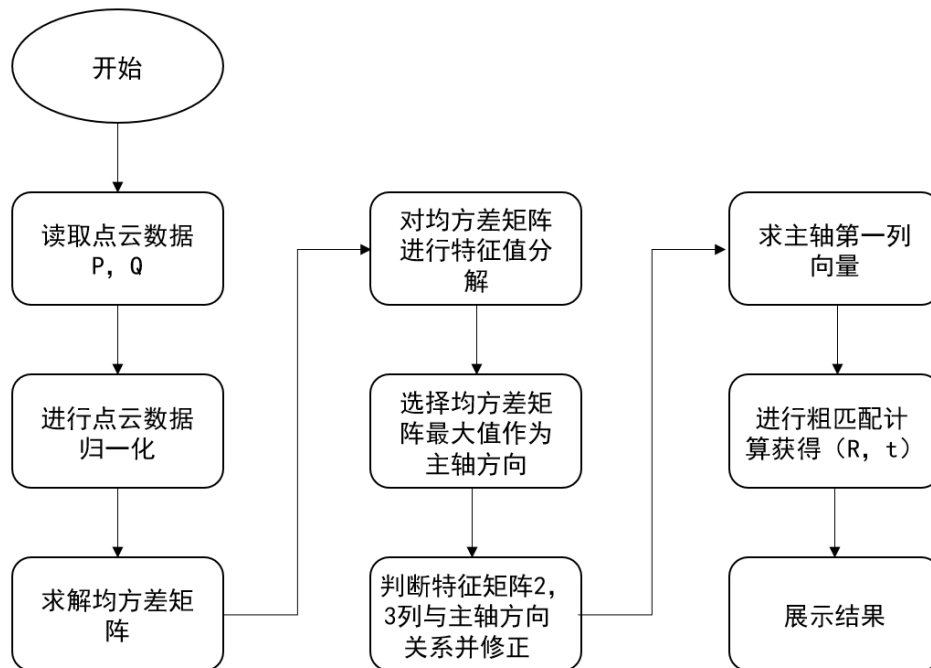 开始
读取点云数据
P，Q
进行点云数据
归一化
求解均方差矩
阵
对均方差矩阵
进行特征值分
解
选择均方差矩
阵最大值作为
主轴方向
判断特征矩阵2，
3列与主轴方向
关系并修正
求主轴第一列
向量
进行粗匹配计
算获得（R，t）
展示结果